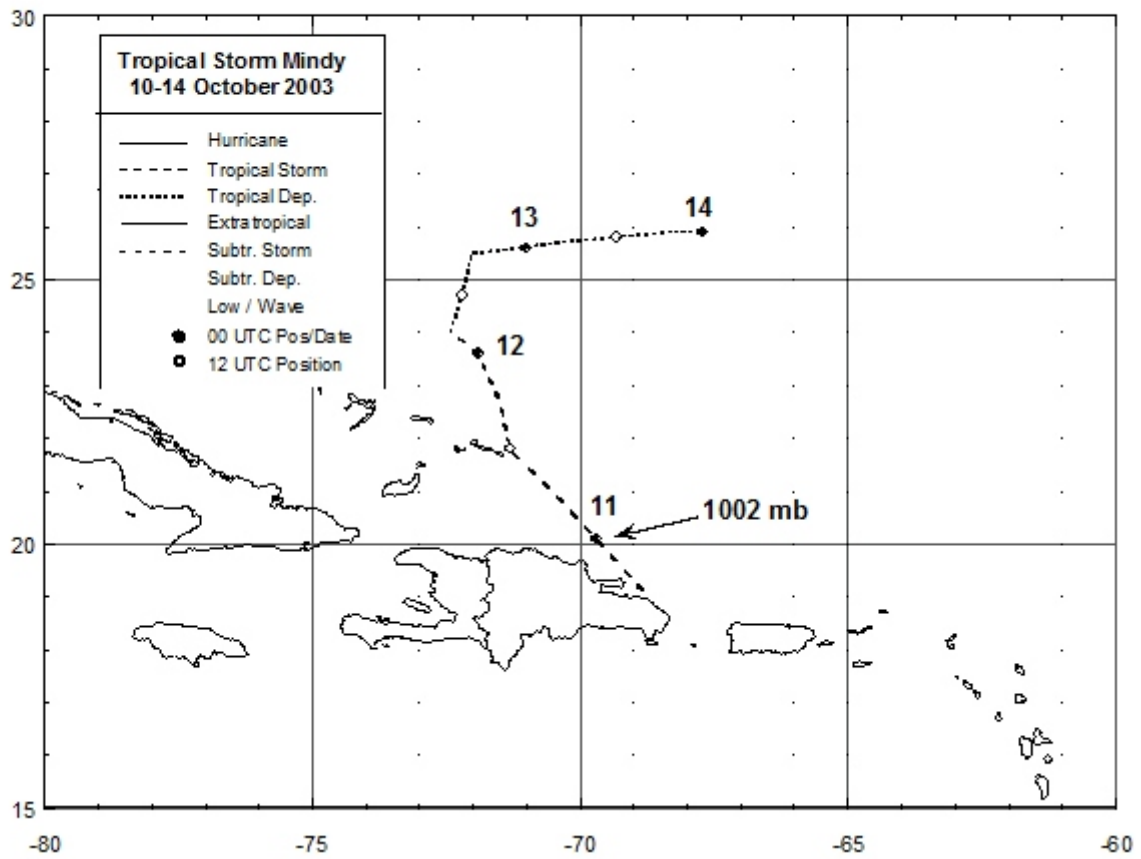 30
Tropical Storm Mindy
10-14 October 2003
Hurricane
Tropical Storm
Tropical Dep.
Extratropical
Subtr. Storm
Subtr. Dep.
Low / Wave
00 UTC Pos/Date
12 UTC Position
13
14
25
12
11
1002 mb
20
15
-80
-75
-70
-65
-60